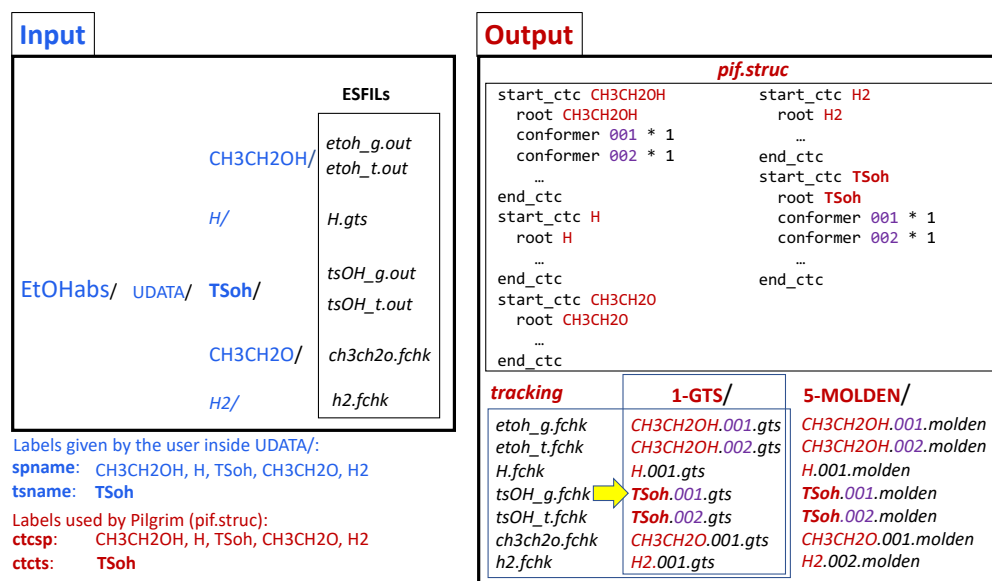 Input
ESFILs
CH3CH2OH/
etoh_g.out
etoh_t.out
H/
H.gts
EtOHabs/ UDATA/ TSoh/
tsOH_g.out
tsOH_t.out
CH3CH2O/
ch3ch2o.fchk
H2/
h2.fchk
Labels given by the user inside UDATA/:
spname: CH3CH2OH, H, TSoh, CH3CH2O, H2
tsname: TSoh
Labels used by Pilgrim (pif.struc):
ctcsp: CH3CH2OH, H, TSoh, CH3CH2O, H2
ctcts: TSoh
Output
pif.struc
start_ctc CH3CH2OH
root CH3CH2OH
conformer 001 * 1
conformer 002 * 1
…
end_ctc
start_ctc H
root H
…
end_ctc
start_ctc CH3CH2O
root CH3CH2O
…
end_ctc
start_ctc H2
root H2
…
end_ctc
start_ctc TSoh
root TSoh
conformer 001 * 1
conformer 002 * 1
…
end_ctc
tracking 1-GTS/ 5-MOLDEN/
etoh_g.fchk CH3CH2OH.001.gts CH3CH2OH.001.molden
etoh_t.fchk CH3CH2OH.002.gts CH3CH2OH.002.molden
H.fchk H.001.gts H.001.molden
tsOH_g.fchk TSoh.001.gts TSoh.001.molden
tsOH_t.fchk TSoh.002.gts TSoh.002.molden
ch3ch2o.fchk CH3CH2O.001.gts CH3CH2O.001.molden
h2.fchk H2.001.gts H2.002.molden